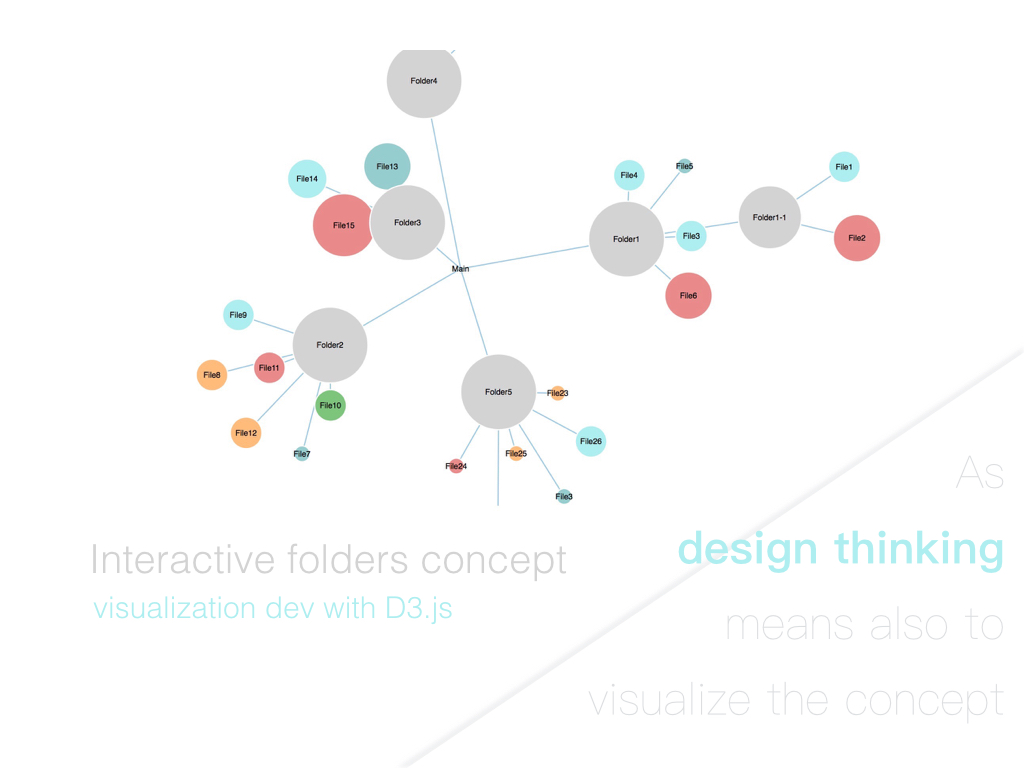 Folder4
File13
File14
File15
Folder3
Main
File4
File5
File1
Folder1
File3
Folder1-1
File2
File6
File9
Folder2
File8
File11
File10
File12
File7
Folder5
File23
File26
File25
File24
File3
Interactive folders concept
visualization dev with D3.js
As
design thinking
means also to
visualize the concept